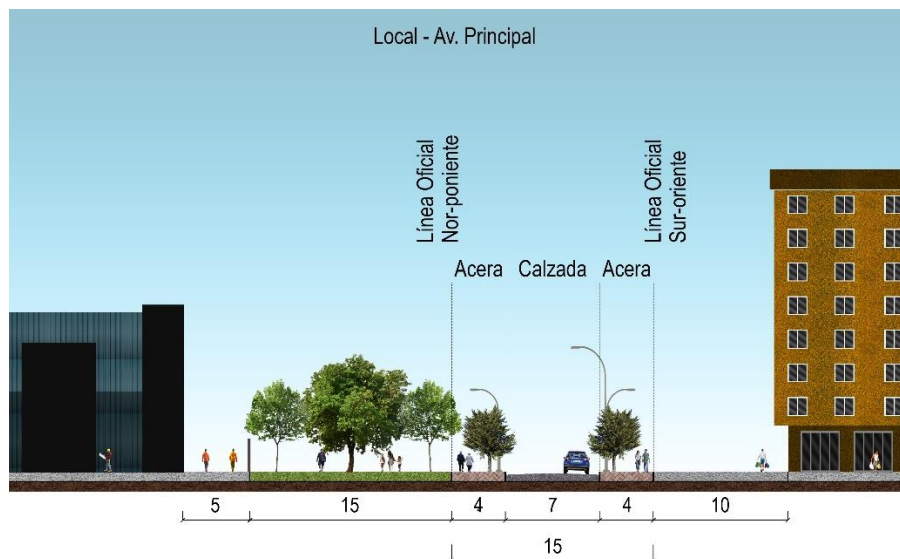 Local - Av. Principal
Línea Oficial
Nor-poniente
Línea Oficial
Sur-oriente
Acera
Calzada
Acera
5
15
4
7
4
10
15